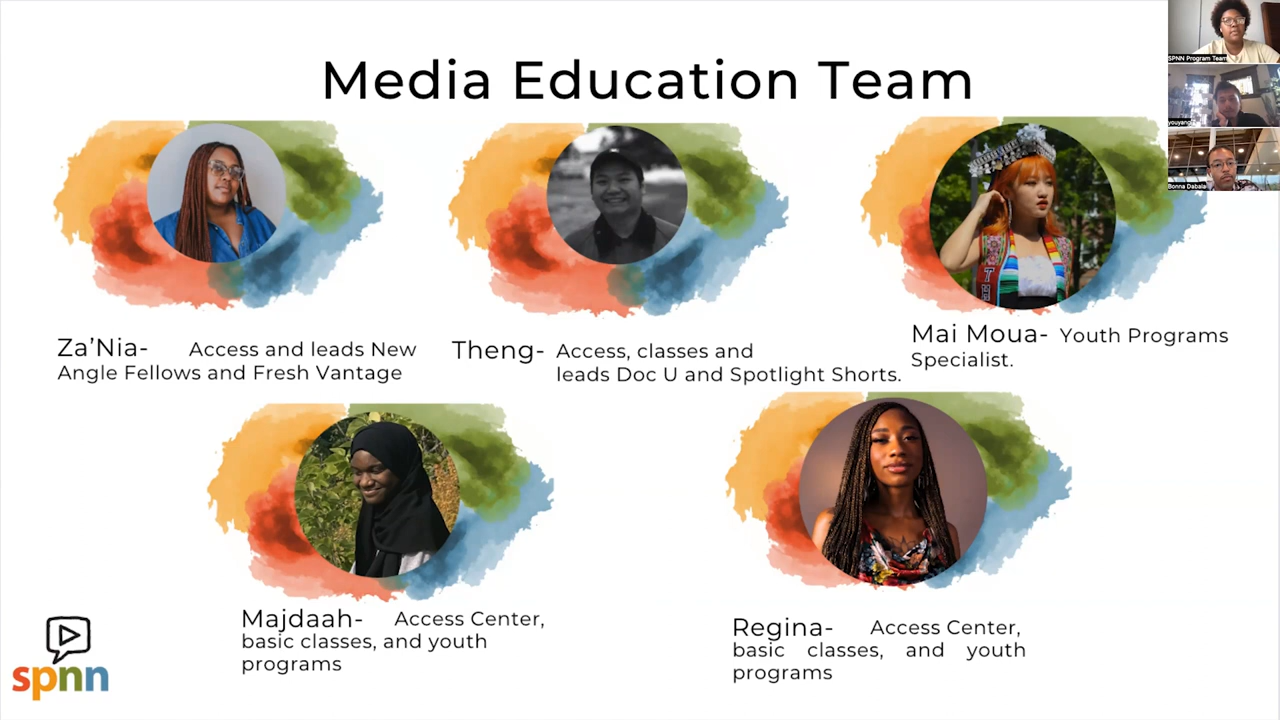 Media Education Team
SPNN Program Team
Bonna Dabala
Za’Nia- Access and leads New
Angle Fellows and Fresh Vantage
Theng- Access, classes and
leads Doc U and Spotlight Shorts.
Mai Moua- Youth Programs
Specialist.
Majdaah- Access Center,
basic classes, and youth
programs
Regina- Access Center,
basic classes, and youth
programs
spnn